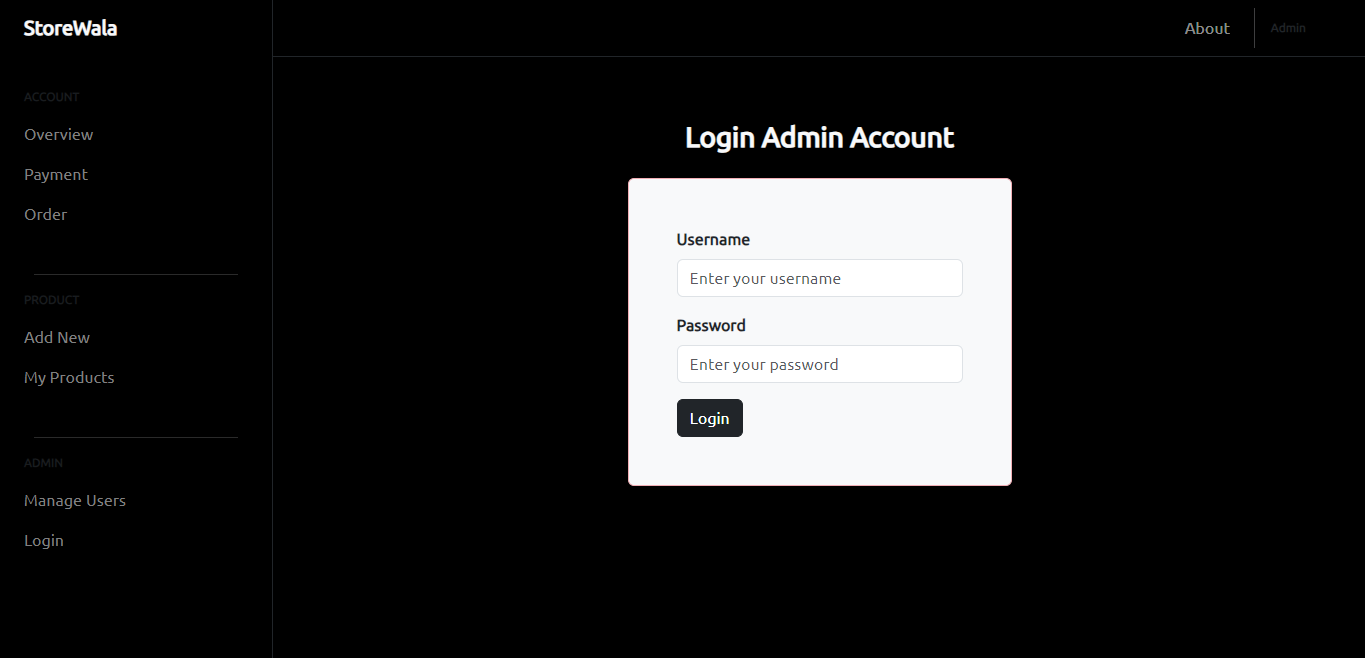 StoreWala
About
Admin
ACCOUNT
Overview
Payment
Order
PRODUCT
Add New
My Products
ADMIN
Manage Users
Login
Login Admin Account
Username
Enter your username
Password
Enter your password
Login